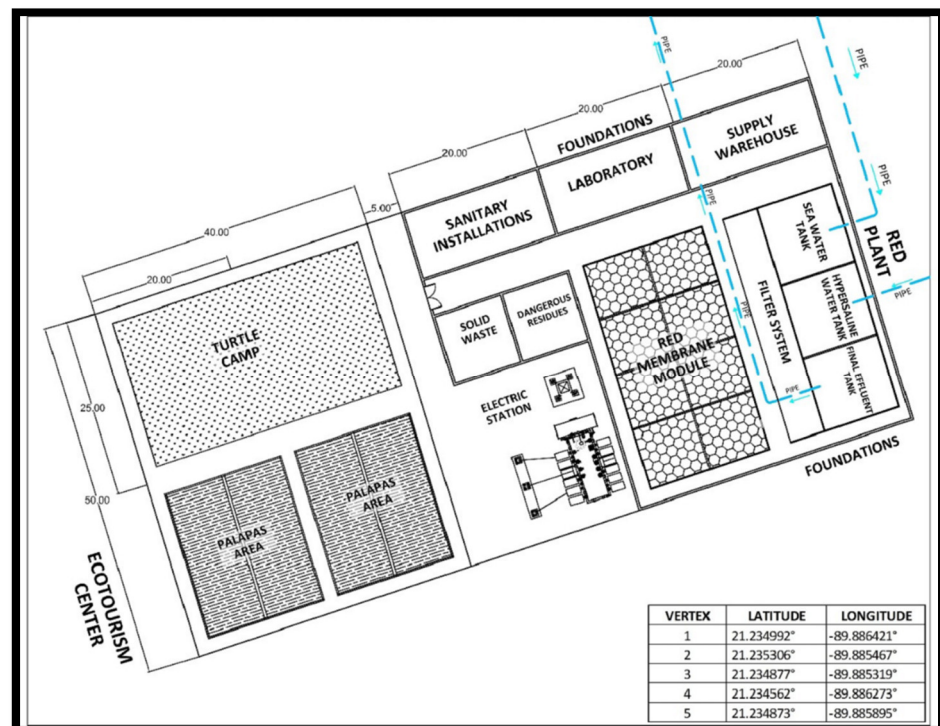 PIPE
PIPE
20.00
20.00
20.00
FOUNDATIONS
SUPPLY
WAREHOUSE
LABORATORY
SANITARY
INSTALLATIONS
PIPE
PIPE
5.00
40.00
20.00
SEA WATER
TANK
RED
PLANT
HYPERSALINE
WATER TANK
PIPE
FILTER SYSTEM
PIPE
FINAL EFFLUENT
TANK
PIPE
TURTLE
CAMP
SOLID
WASTE
DANGEROUS
RESIDUES
RED
MEMBRANE
MODULE
ELECTRIC
STATION
25.00
50.00
PALAPAS
AREA
PALAPAS
AREA
FOUNDATIONS
ECOTOURISM
CENTER
VERTEX LATITUDE LONGITUDE
1 21.234992° -89.886421°
2 21.235306° -89.885467°
3 21.234877° -89.885319°
4 21.234562° -89.886273°
5 21.234873° -89.885895°